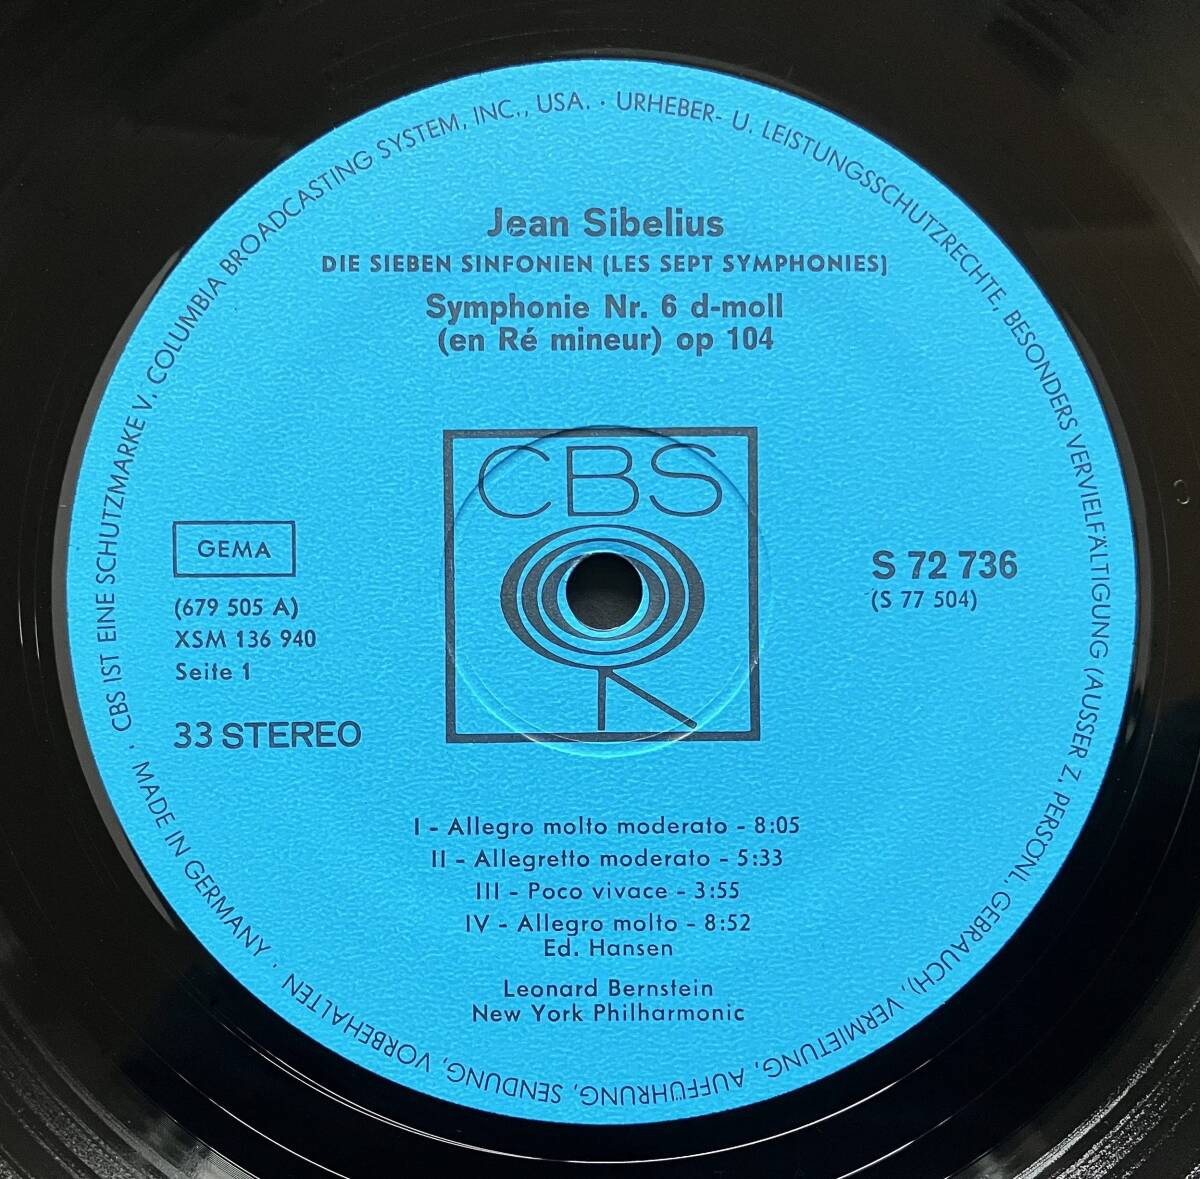 Jean Sibelius
DIE SIEBEN SINFONIEN (LES SEPT SYMPHONIES)
Symphonie Nr. 6 d-moll
(en Ré mineur) op 104
CBS
GEMA
(679 505 A)
XSM 136 940
Seite 1
33 STEREO
S 72 736
(S 77 504)
I - Allegro molto moderato - 8:05
II - Allegretto moderato - 5:33
III - Poco vivace - 3:55
IV - Allegro molto - 8:52
Ed. Hansen
Leonard Bernstein
New York Philharmonic
· CBS IST EINE SCHUTZMARKE V. COLUMBIA BROADCASTING SYSTEM, INC., USA. · URHEBER- U. LEISTUNGSSCHUTZRECHTE, BESONDERS VERVIELFÄLTIGUNG (AUSSER Z. PERSÖNL. GEBRAUCH), VERMIETUNG, AUFFÜHRUNG, SENDUNG, VORBEHALTEN · MADE IN GERMANY ·